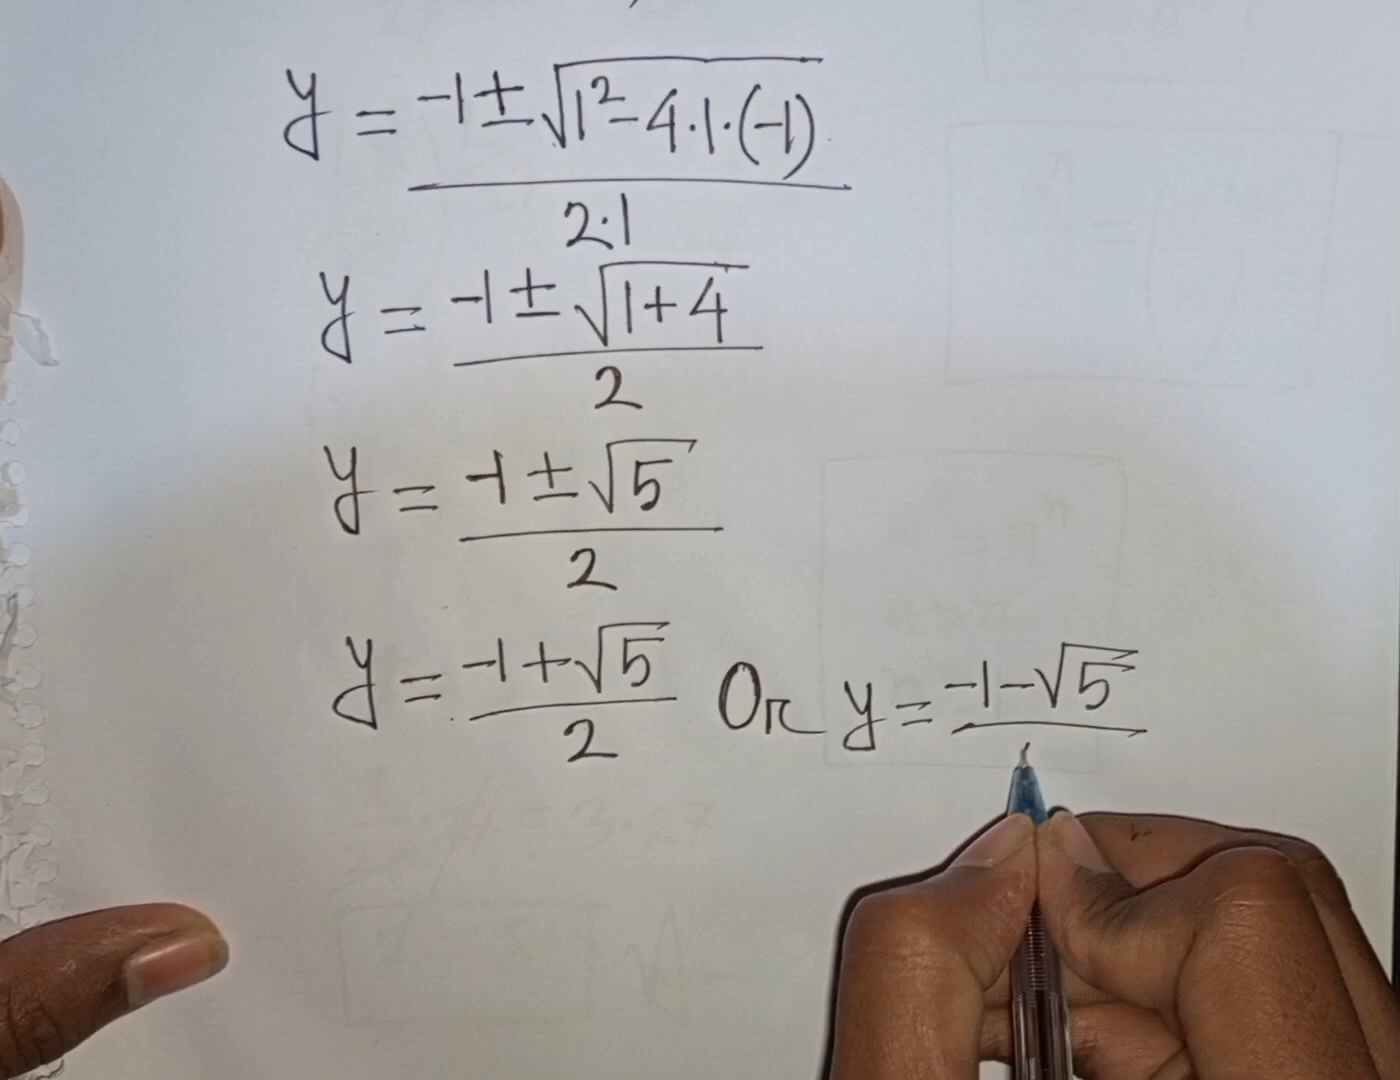 y = (-1 ± √(1² - 4·1·(-1))) / (2·1)
y = (-1 ± √(1+4)) / 2
y = (-1 ± √5) / 2
y = (-1 + √5) / 2 Or y = (-1 - √5) /